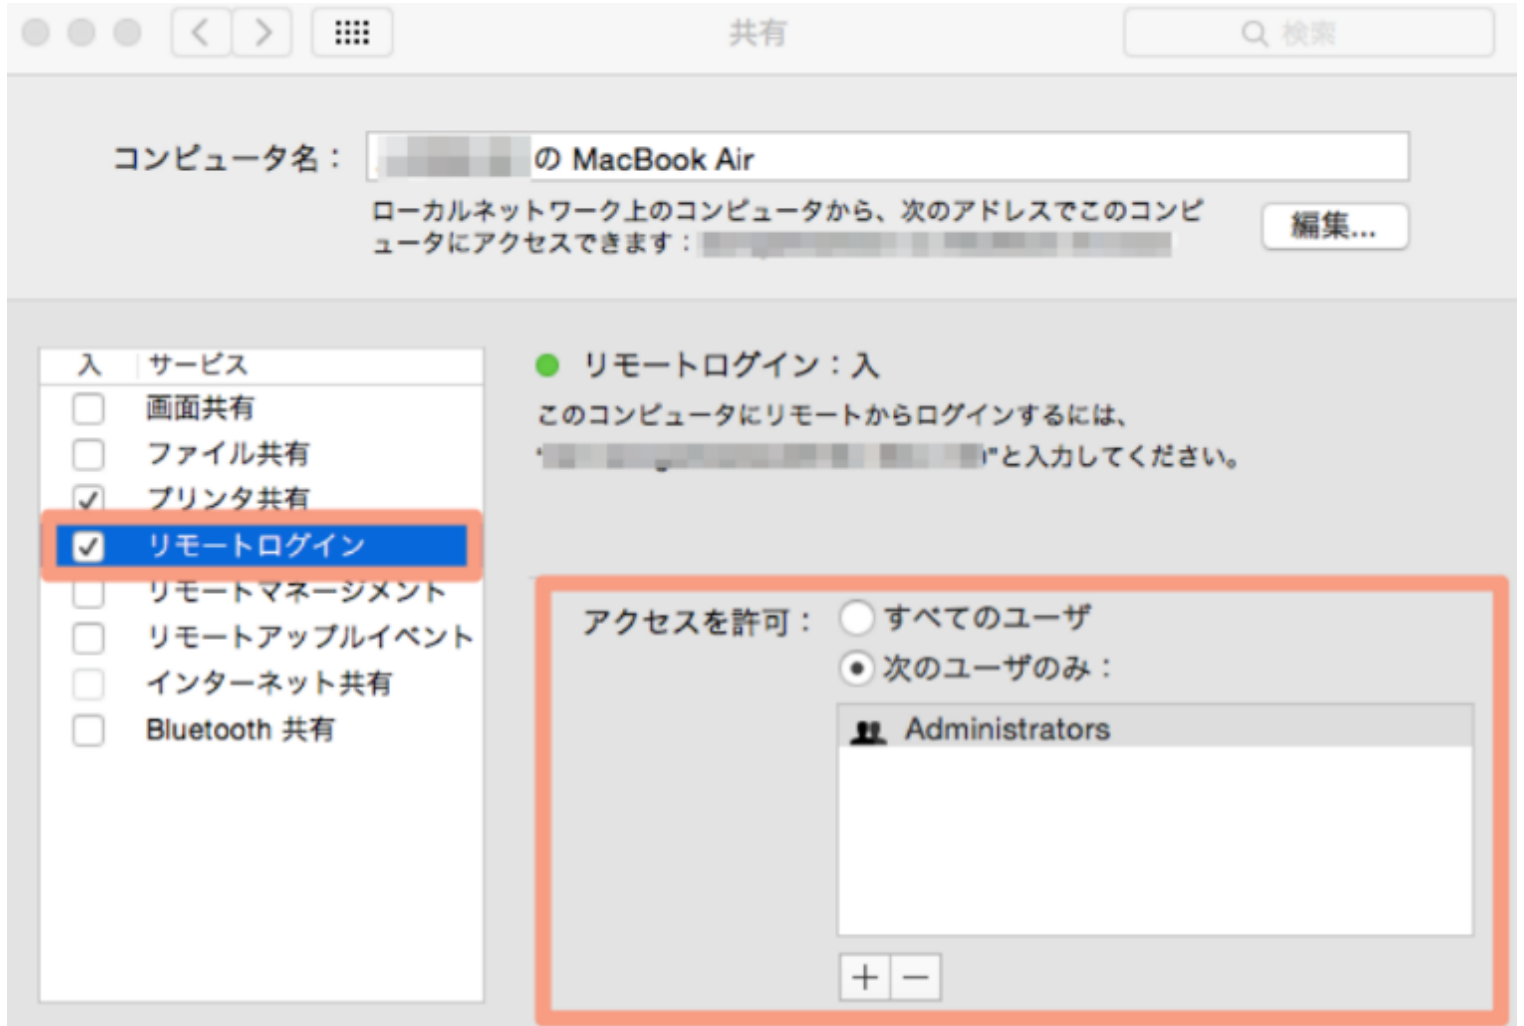 共有
検索
コンピュータ名：
の MacBook Air
ローカルネットワーク上のコンピュータから、次のアドレスでこのコンピ
ュータにアクセスできます：
編集...
入 サービス
画面共有
ファイル共有
プリンタ共有
リモートログイン
リモートマネージメント
リモートアップルイベント
インターネット共有
Bluetooth 共有
リモートログイン：入
このコンピュータにリモートからログインするには、
"と入力してください。
アクセスを許可：
すべてのユーザ
次のユーザのみ：
Administrators